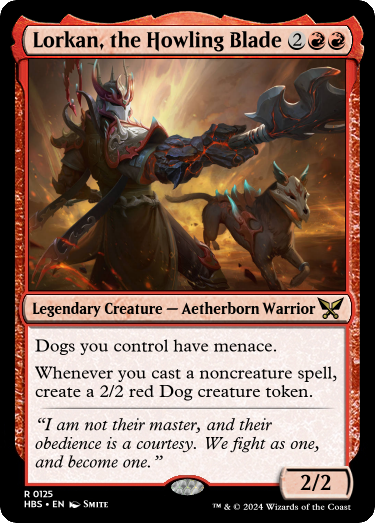 Lorkan, the Howling Blade 2
Legendary Creature — Aetherborn Warrior
Dogs you control have menace.
Whenever you cast a noncreature spell,
create a 2/2 red Dog creature token.
“I am not their master, and their
obedience is a courtesy. We fight as one,
and become one.”
2/2
R 0125
HBS • EN Smite
™ & © 2024 Wizards of the Coast